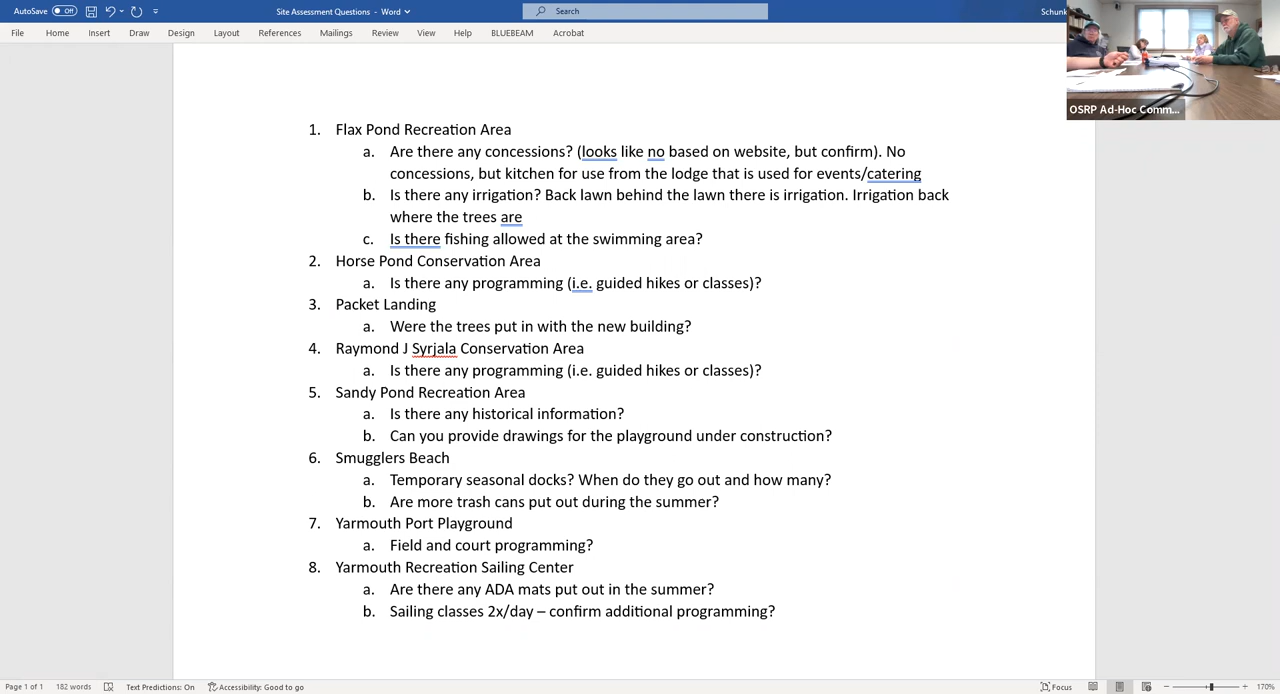 AutoSave Off Site Assessment Questions - Word Search Schunk
File Home Insert Draw Design Layout References Mailings Review View Help BLUEBEAM Acrobat
OSRP Ad-Hoc Comm...
1. Flax Pond Recreation Area
a. Are there any concessions? (looks like no based on website, but confirm). No
concessions, but kitchen for use from the lodge that is used for events/catering
b. Is there any irrigation? Back lawn behind the lawn there is irrigation. Irrigation back
where the trees are
c. Is there fishing allowed at the swimming area?
2. Horse Pond Conservation Area
a. Is there any programming (i.e. guided hikes or classes)?
3. Packet Landing
a. Were the trees put in with the new building?
4. Raymond J Syrjala Conservation Area
a. Is there any programming (i.e. guided hikes or classes)?
5. Sandy Pond Recreation Area
a. Is there any historical information?
b. Can you provide drawings for the playground under construction?
6. Smugglers Beach
a. Temporary seasonal docks? When do they go out and how many?
b. Are more trash cans put out during the summer?
7. Yarmouth Port Playground
a. Field and court programming?
8. Yarmouth Recreation Sailing Center
a. Are there any ADA mats put out in the summer?
b. Sailing classes 2x/day – confirm additional programming?
Page 1 of 1 182 words Text Predictions: On Accessibility: Good to go Focus 170%